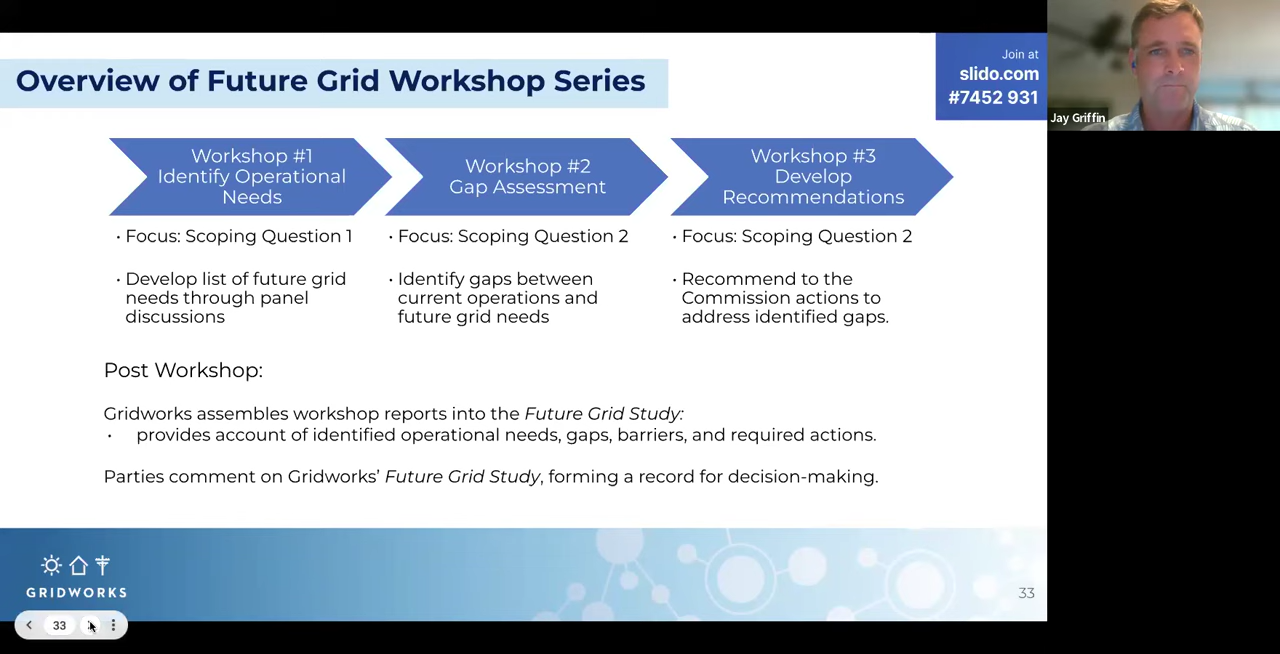 Overview of Future Grid Workshop Series
Join at
slido.com
#7452 931
Jay Griffin
Workshop #1
Identify Operational
Needs
Workshop #2
Gap Assessment
Workshop #3
Develop
Recommendations
· Focus: Scoping Question 1
· Develop list of future grid
needs through panel
discussions
· Focus: Scoping Question 2
· Identify gaps between
current operations and
future grid needs
· Focus: Scoping Question 2
· Recommend to the
Commission actions to
address identified gaps.
Post Workshop:
Gridworks assembles workshop reports into the Future Grid Study:
· provides account of identified operational needs, gaps, barriers, and required actions.
Parties comment on Gridworks’ Future Grid Study, forming a record for decision-making.
GRIDWORKS
33
33